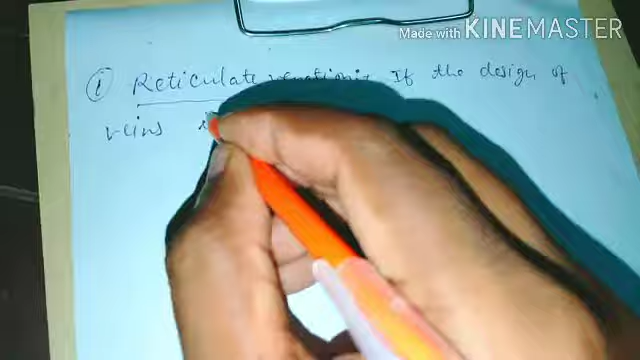 Made with KINEMASTER
(i) Reticulate venation:- If the design of
veins